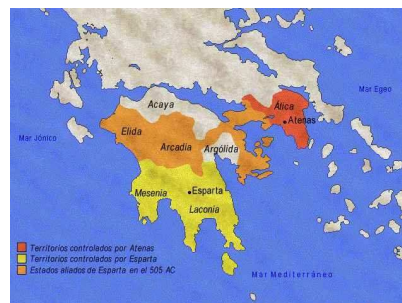 Mar Egeo
Ática
Atenas
Acaya
Mar Jónico
Elida
Arcadia
Argólida
Mesenia
Esparta
Laconia
Territorios controlados por Atenas
Territorios controlados por Esparta
Estados aliados de Esparta en el 505 AC
Mar Mediterráneo